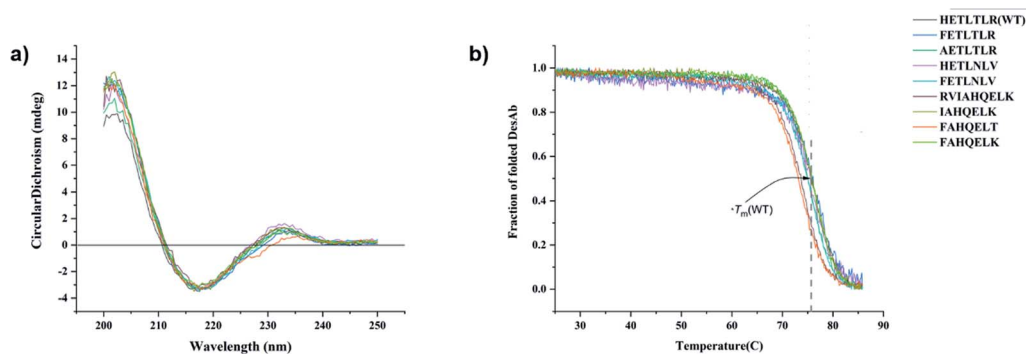 a)
CircularDichroism (mdeg)
14
12
10
8
6
4
2
0
-2
-4
200 210 220 230 240 250
Wavelength (nm)
b)
Fraction of folded DesAb
1.0
0.8
0.6
0.4
0.2
0.0
30 40 50 60 70 80 90
Temperature(C)
Tm(WT)
HETLTLR(WT)
FETLTLR
AETLTLR
HETLNLV
FETLNLV
RVIAHQELK
IAHQELK
FAHQELT
FAHQELK